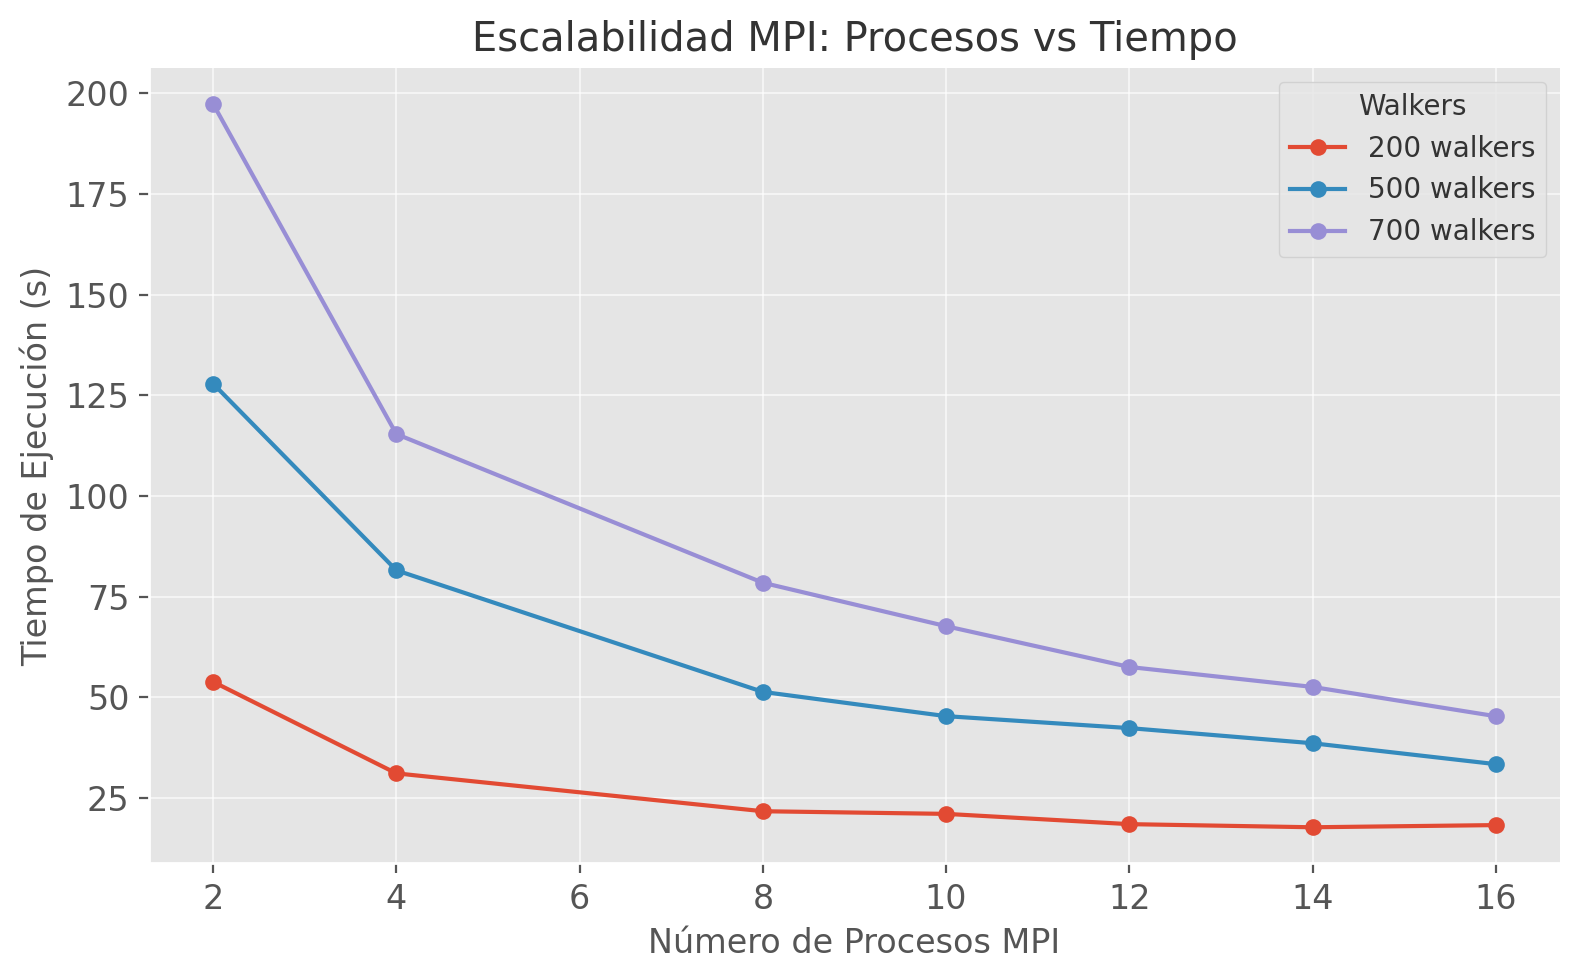 Escalabilidad MPI: Procesos vs Tiempo
Walkers
200 walkers
500 walkers
700 walkers
Tiempo de Ejecución (s)
200
175
150
125
100
75
50
25
2 4 6 8 10 12 14 16
Número de Procesos MPI